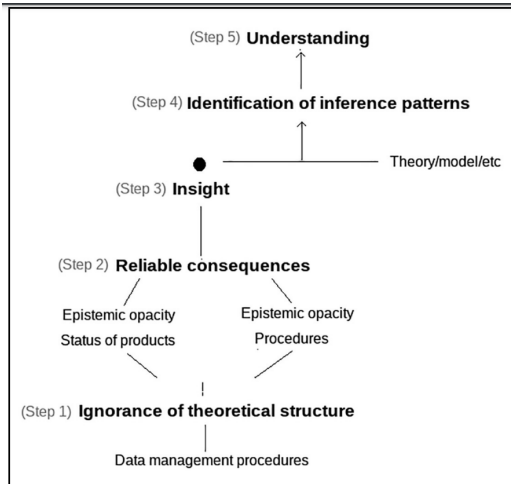 (Step 5) Understanding
(Step 4) Identification of inference patterns
Theory/model/etc
(Step 3) Insight
(Step 2) Reliable consequences
Epistemic opacity
Status of products
Epistemic opacity
Procedures
(Step 1) Ignorance of theoretical structure
Data management procedures